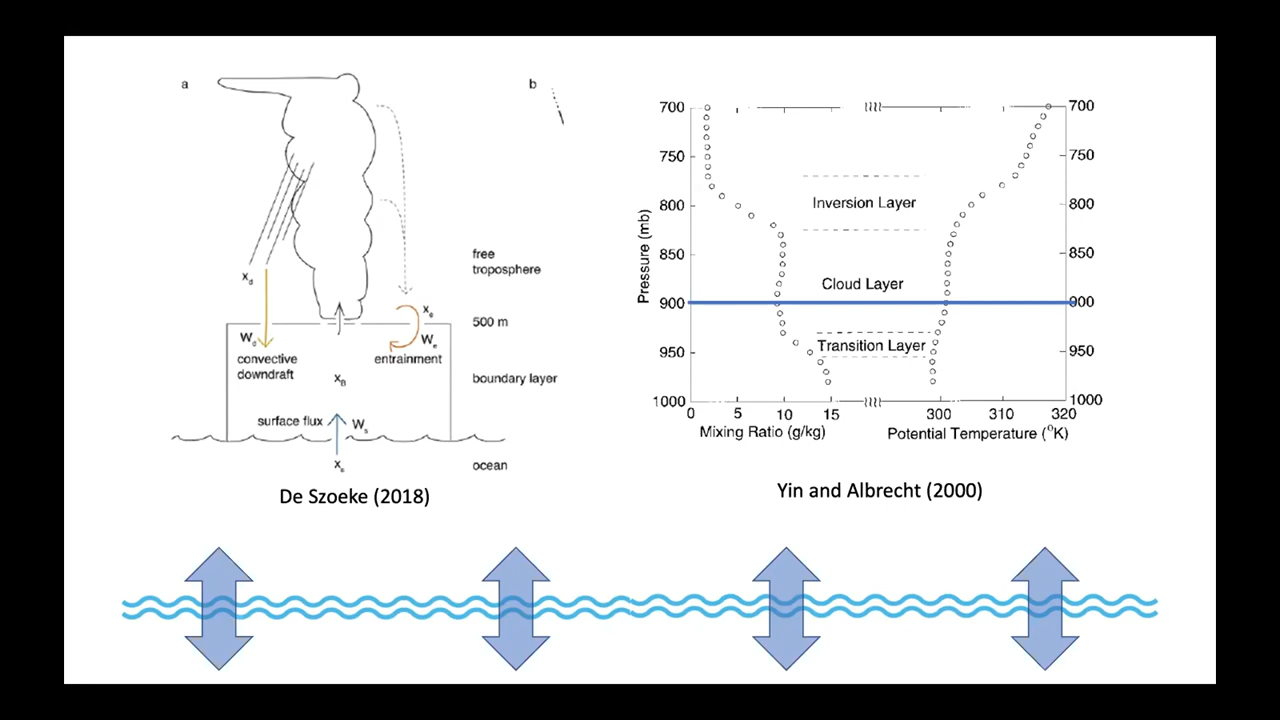 a
b
x_d
free
troposphere
x_e
500 m
W_d
W_e
convective
downdraft
entrainment
x_B
boundary layer
surface flux
W_s
x_s
ocean
De Szoeke (2018)
700
700
750
750
Inversion Layer
800
800
850
850
Pressure (mb)
Cloud Layer
900
900
Transition Layer
950
950
1000
1000
0 5 10 15 300 310 320
Mixing Ratio (g/kg)
Potential Temperature (°K)
Yin and Albrecht (2000)